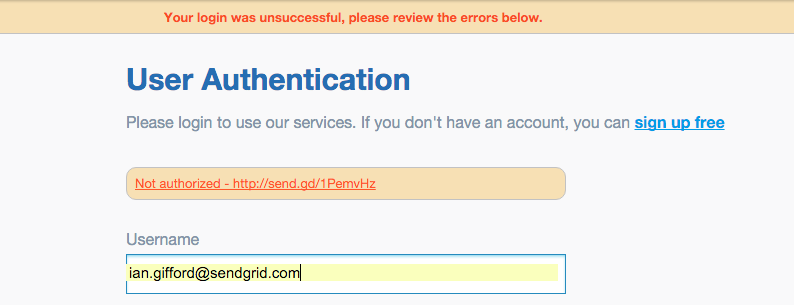 Your login was unsuccessful, please review the errors below.
User Authentication
Please login to use our services. If you don't have an account, you can sign up free
Not authorized - http://send.gd/1PemvHz
Username
ian.gifford@sendgrid.com